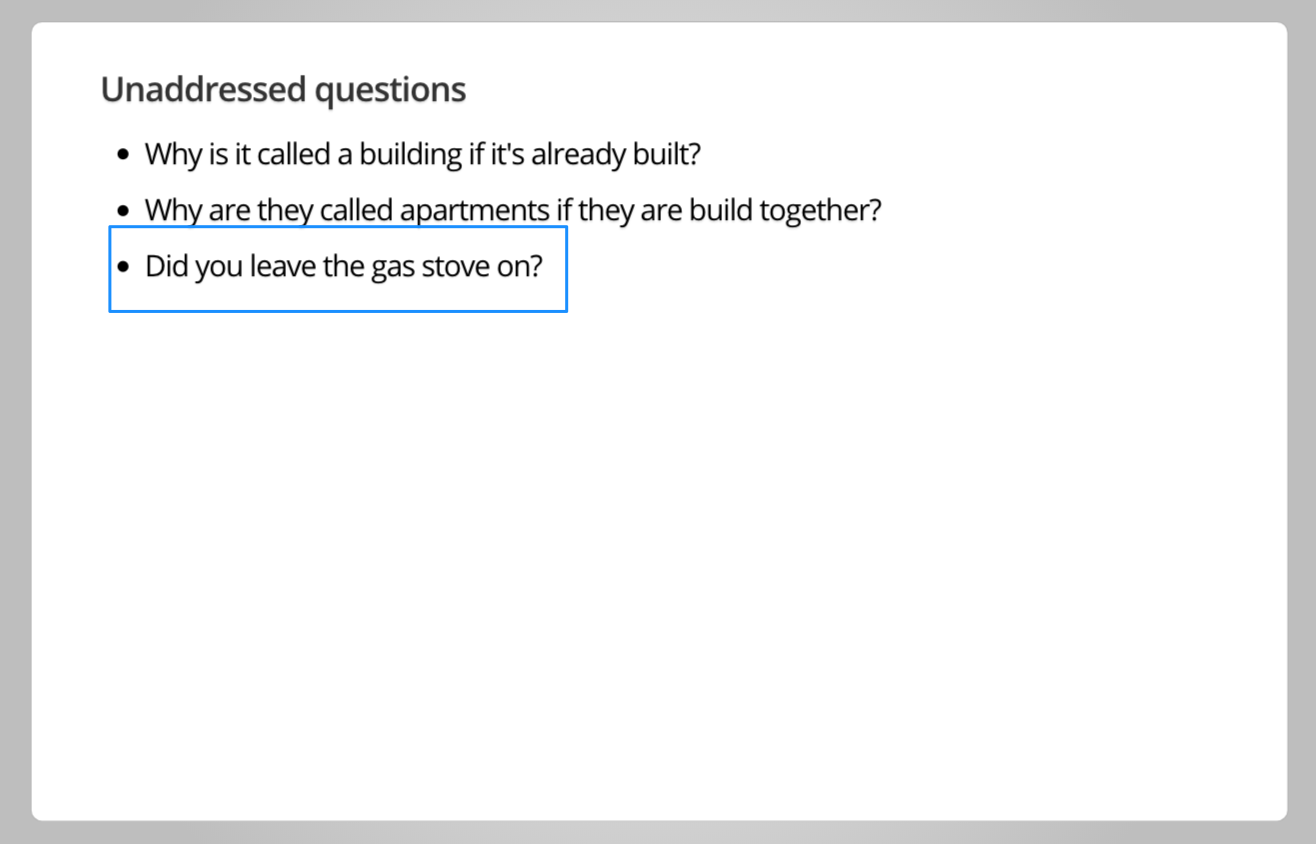 Unaddressed questions
Why is it called a building if it's already built?
Why are they called apartments if they are build together?
Did you leave the gas stove on?